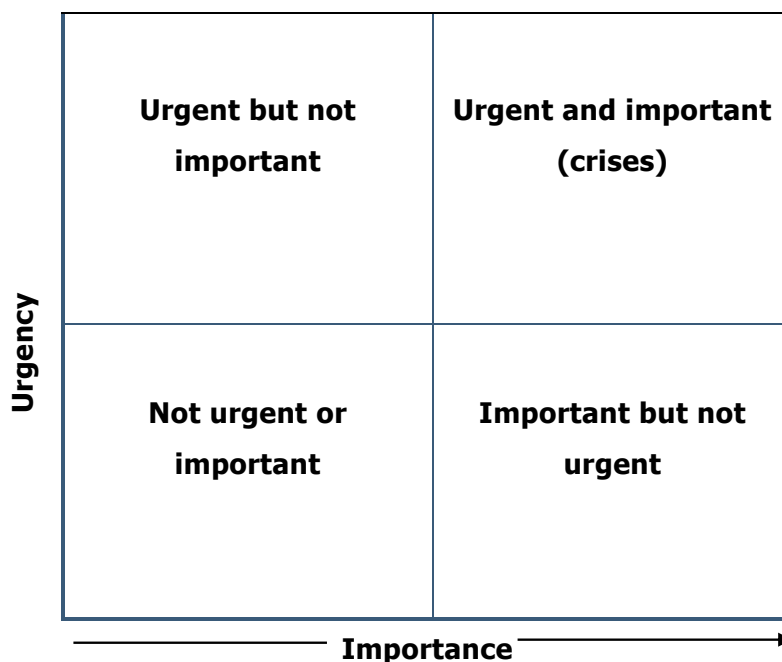 Urgent but not
important
Urgent and important
(crises)
Urgency
Not urgent or
important
Important but not
urgent
Importance